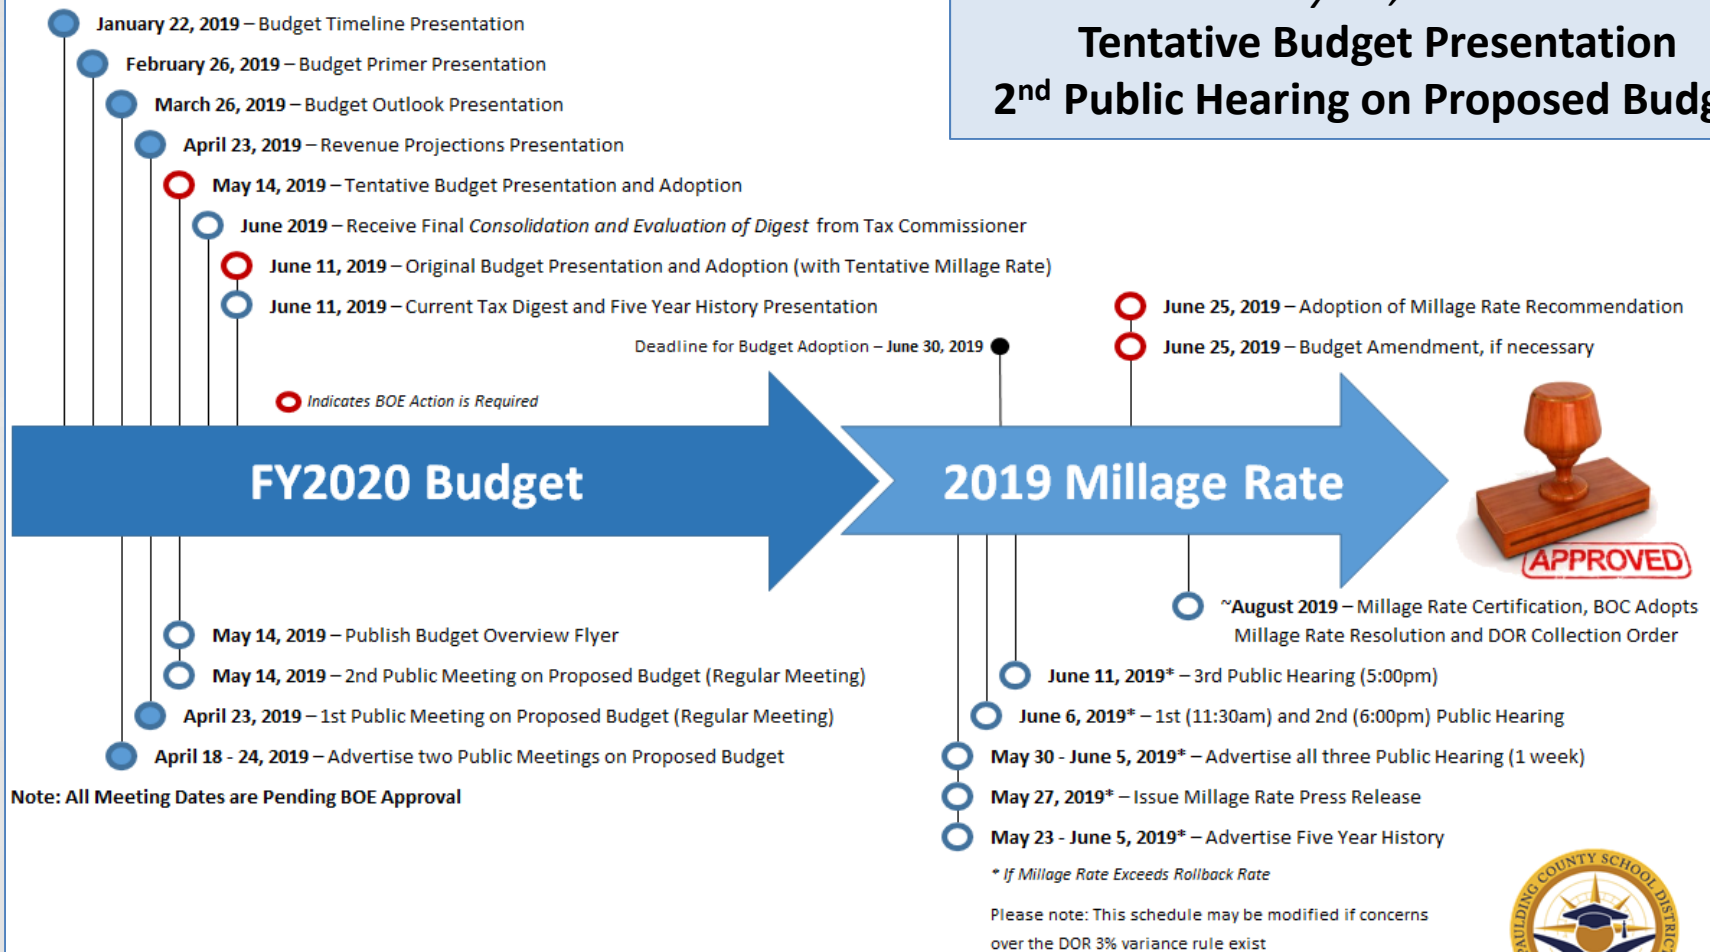 January 22, 2019 – Budget Timeline Presentation
February 26, 2019 – Budget Primer Presentation
March 26, 2019 – Budget Outlook Presentation
April 23, 2019 – Revenue Projections Presentation
May 14, 2019 – Tentative Budget Presentation and Adoption
June 2019 – Receive Final Consolidation and Evaluation of Digest from Tax Commissioner
June 11, 2019 – Original Budget Presentation and Adoption (with Tentative Millage Rate)
June 11, 2019 – Current Tax Digest and Five Year History Presentation
Tentative Budget Presentation
2nd Public Hearing on Proposed Budg
June 25, 2019 – Adoption of Millage Rate Recommendation
June 25, 2019 – Budget Amendment, if necessary
Deadline for Budget Adoption – June 30, 2019
Indicates BOE Action is Required
FY2020 Budget
2019 Millage Rate
APPROVED
May 14, 2019 – Publish Budget Overview Flyer
May 14, 2019 – 2nd Public Meeting on Proposed Budget (Regular Meeting)
April 23, 2019 – 1st Public Meeting on Proposed Budget (Regular Meeting)
April 18 - 24, 2019 – Advertise two Public Meetings on Proposed Budget
Note: All Meeting Dates are Pending BOE Approval
~August 2019 – Millage Rate Certification, BOC Adopts
Millage Rate Resolution and DOR Collection Order
June 11, 2019* – 3rd Public Hearing (5:00pm)
June 6, 2019* – 1st (11:30am) and 2nd (6:00pm) Public Hearing
May 30 - June 5, 2019* – Advertise all three Public Hearing (1 week)
May 27, 2019* – Issue Millage Rate Press Release
May 23 - June 5, 2019* – Advertise Five Year History
* If Millage Rate Exceeds Rollback Rate
Please note: This schedule may be modified if concerns
over the DOR 3% variance rule exist
PAULDING COUNTY SCHOOL DISTRIC